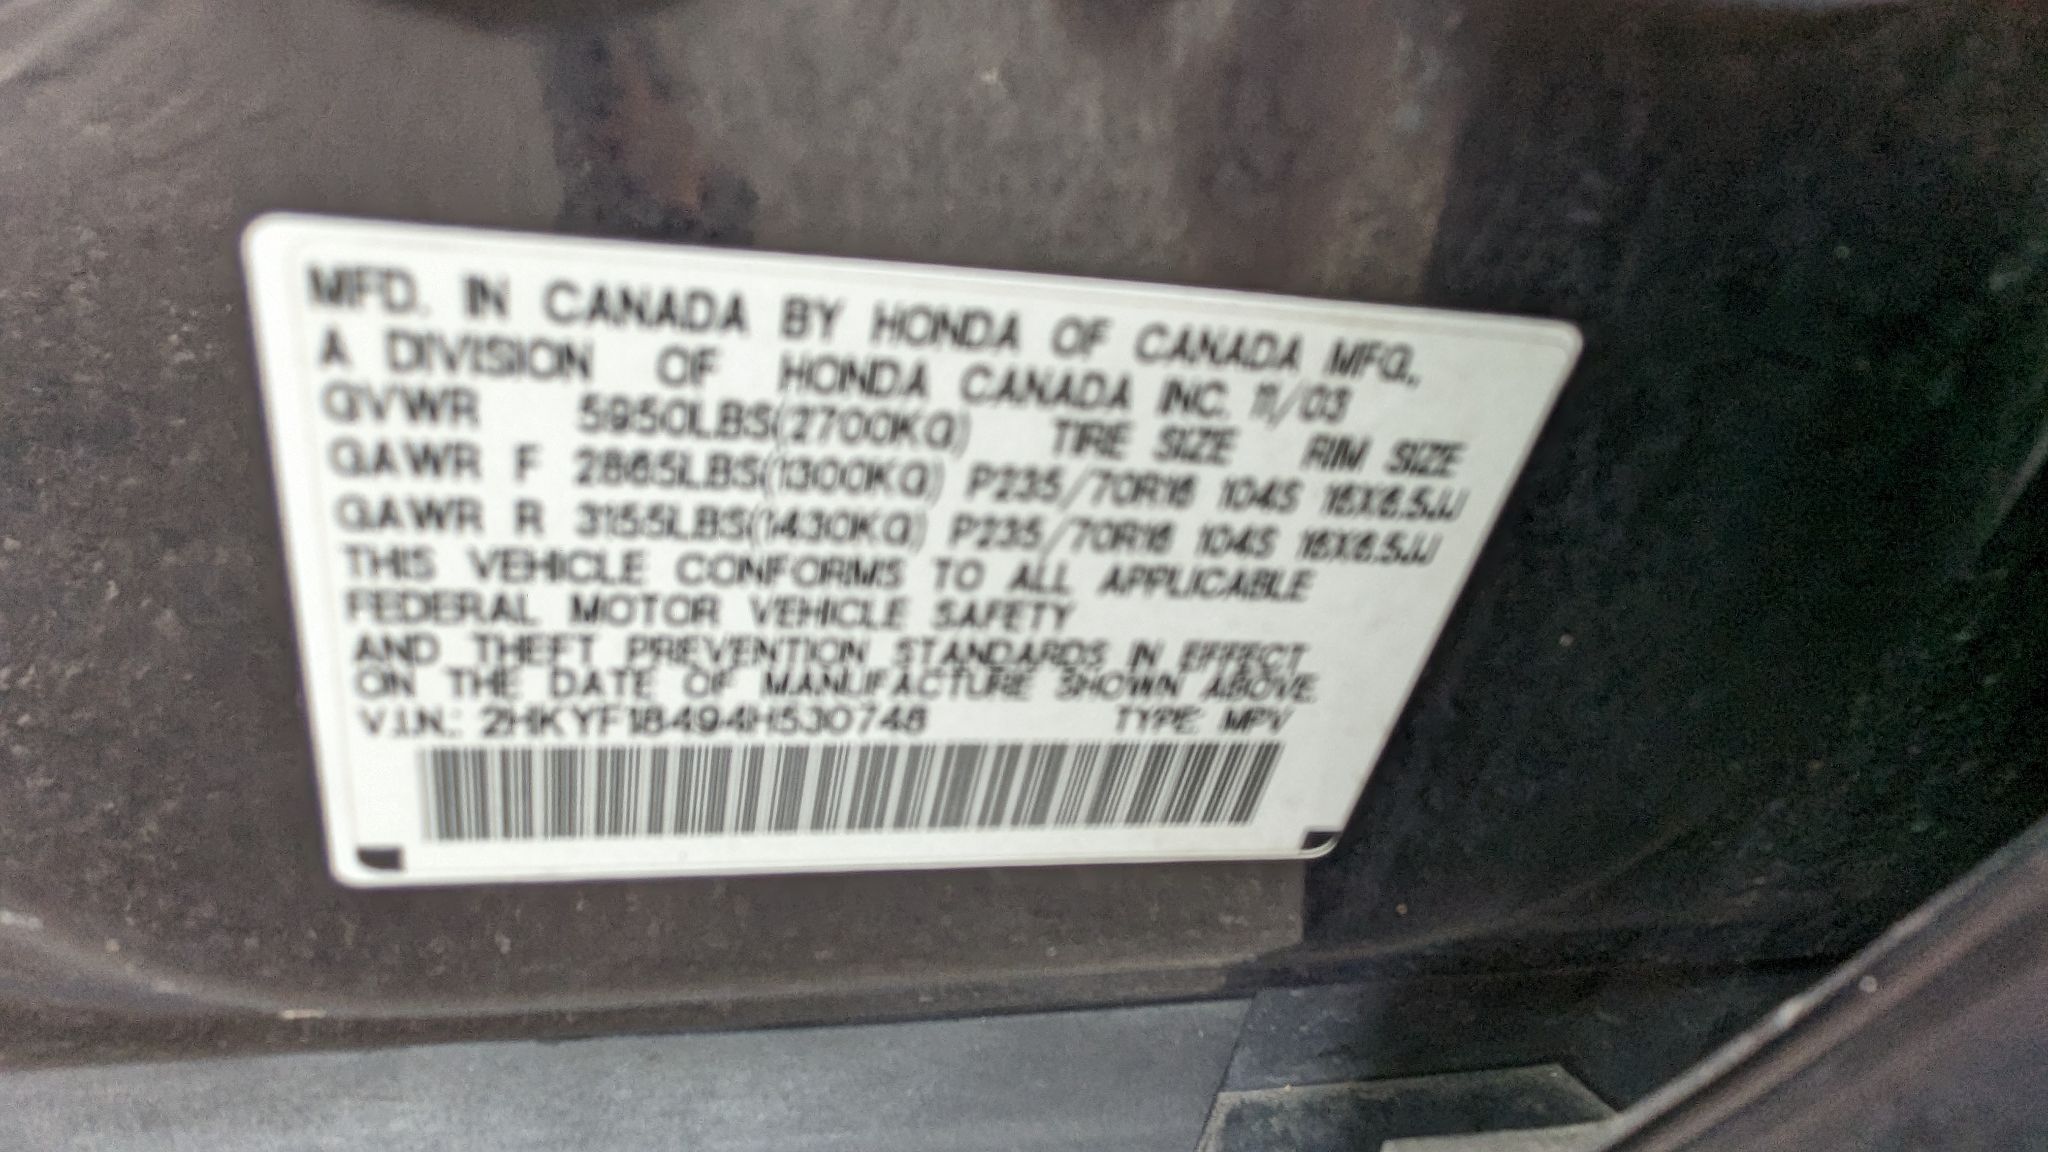 MFD. IN CANADA BY HONDA OF CANADA MFG.,
A DIVISION OF HONDA CANADA INC. 11/03
GVWR 5950LBS(2700KG) TIRE SIZE RIM SIZE
GAWR F 2865LBS(1300KG) P235/70R16 104S 16X6.5JJ
GAWR R 3155LBS(1430KG) P235/70R16 104S 16X6.5JJ
THIS VEHICLE CONFORMS TO ALL APPLICABLE
FEDERAL MOTOR VEHICLE SAFETY
AND THEFT PREVENTION STANDARDS IN EFFECT
ON THE DATE OF MANUFACTURE SHOWN ABOVE
V.I.N.: 2HKYF18494H530748 TYPE: MPV